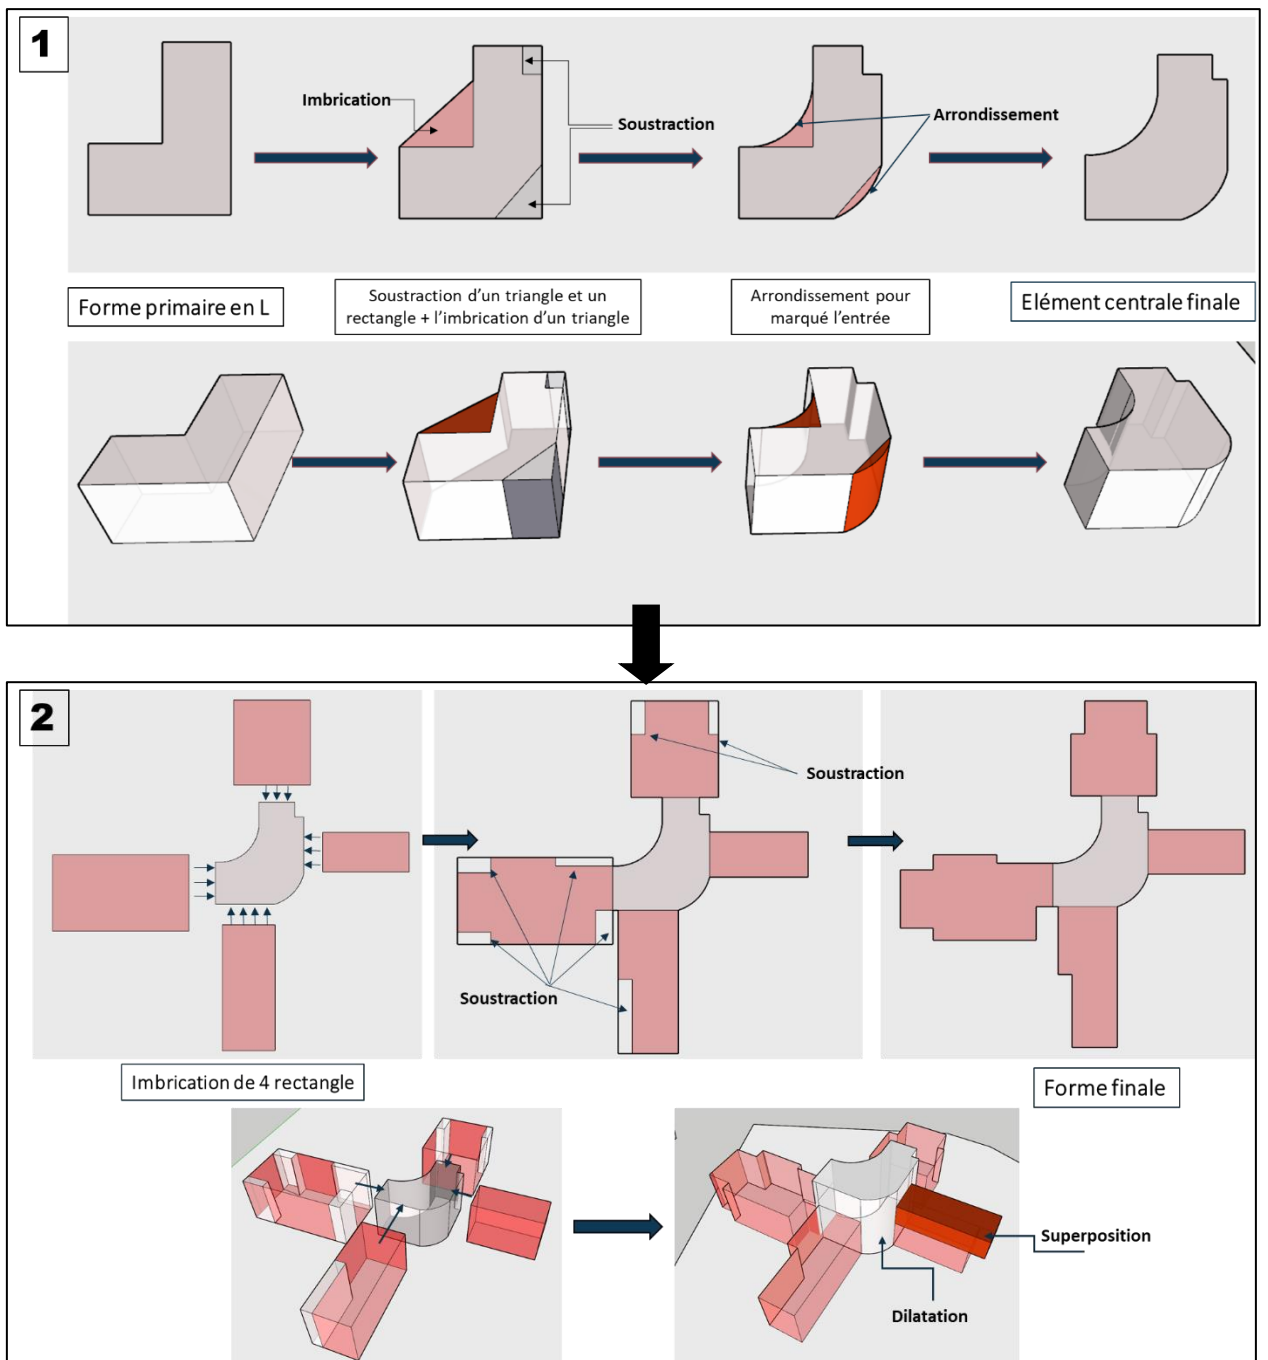 1
Imbrication
Soustraction
Arrondissement
Forme primaire en L
Soustraction d'un triangle et un
rectangle + l'imbrication d'un triangle
Arrondissement pour
marqué l'entrée
Elément centrale finale
2
Soustraction
Soustraction
Imbrication de 4 rectangle
Forme finale
Superposition
Dilatation